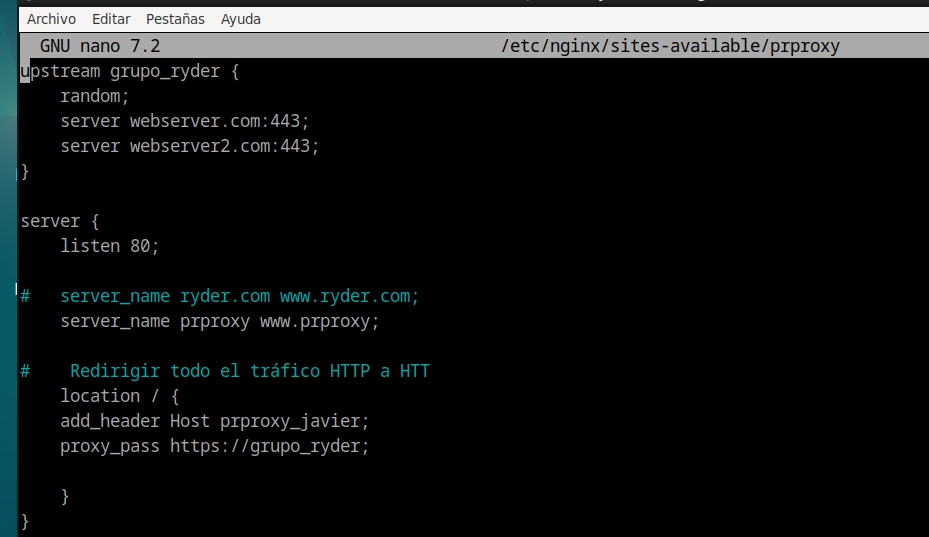 Archivo Editar Pestañas Ayuda
GNU nano 7.2 /etc/nginx/sites-available/prproxy
upstream grupo_ryder {
    random;
    server webserver.com:443;
    server webserver2.com:443;
}
server {
    listen 80;
#   server_name ryder.com www.ryder.com;
    server_name prproxy www.prproxy;
#    Redirigir todo el tráfico HTTP a HTT
    location / {
    add_header Host prproxy_javier;
    proxy_pass https://grupo_ryder;
    }
}